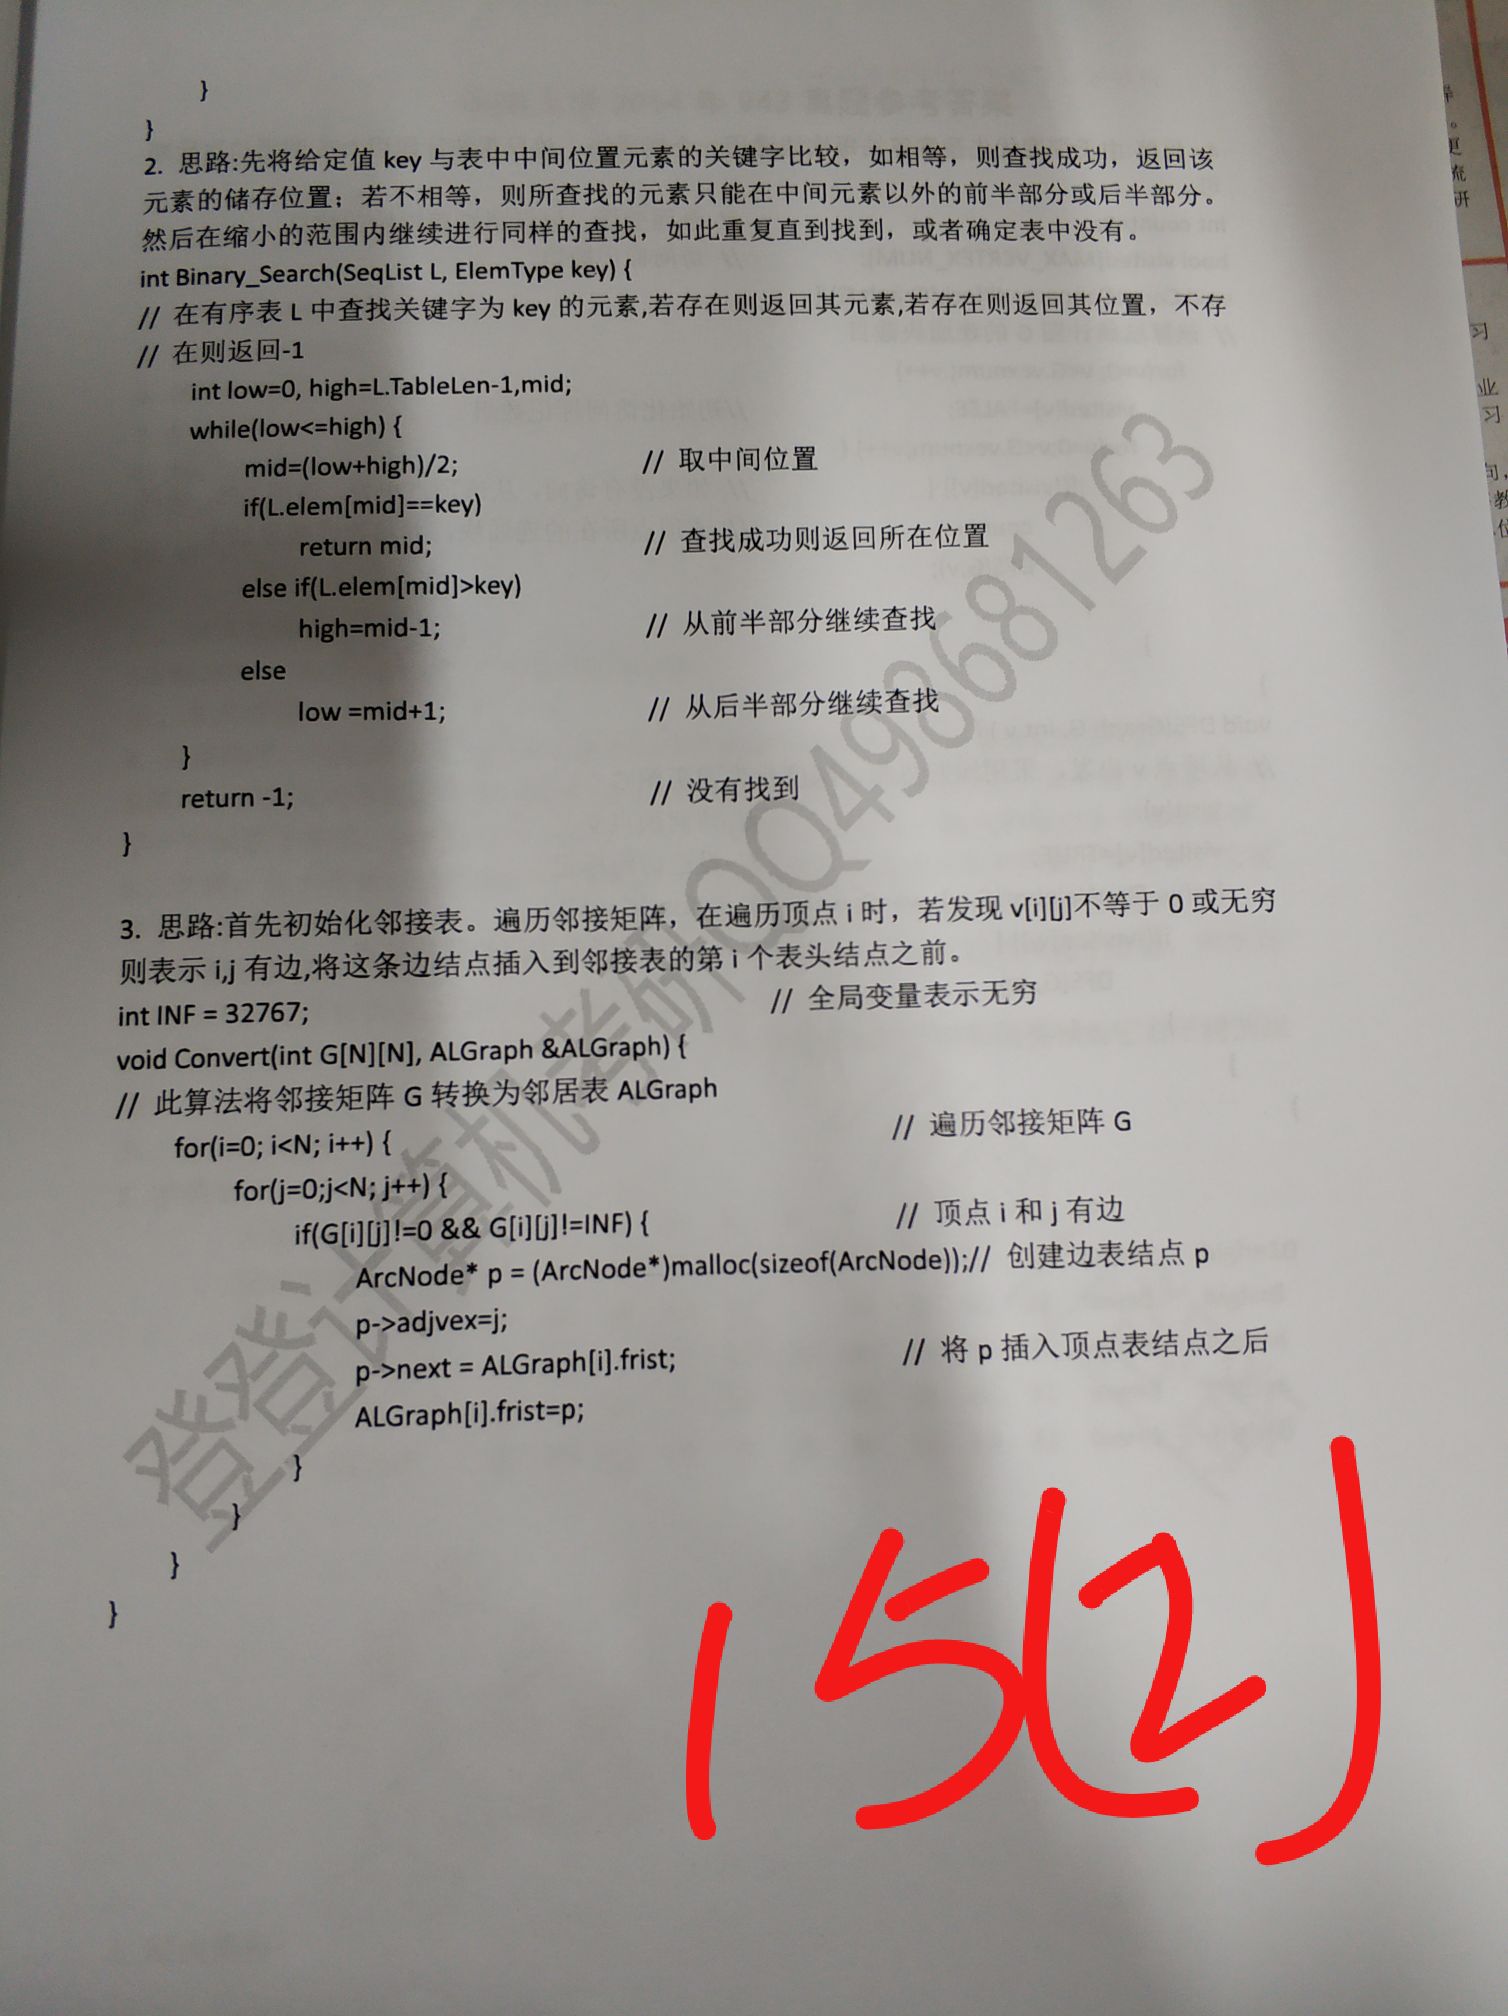 }
}
2. 思路:先将给定值 key 与表中中间位置元素的关键字比较，如相等，则查找成功，返回该
元素的储存位置；若不相等，则所查找的元素只能在中间元素以外的前半部分或后半部分。
然后在缩小的范围内继续进行同样的查找，如此重复直到找到，或者确定表中没有。
int Binary_Search(SeqList L, ElemType key) {
// 在有序表 L 中查找关键字为 key 的元素,若存在则返回其元素,若存在则返回其位置，不存
// 在则返回-1
int low=0, high=L.TableLen-1,mid;
while(low<=high) {
mid=(low+high)/2; // 取中间位置
if(L.elem[mid]==key)
return mid; // 查找成功则返回所在位置
else if(L.elem[mid]>key)
high=mid-1; // 从前半部分继续查找
else
low =mid+1; // 从后半部分继续查找
}
return -1; // 没有找到
}
3. 思路:首先初始化邻接表。遍历邻接矩阵，在遍历顶点 i 时，若发现 v[i][j]不等于 0 或无穷
则表示 i,j 有边,将这条边结点插入到邻接表的第 i 个表头结点之前。
int INF = 32767; // 全局变量表示无穷
void Convert(int G[N][N], ALGraph &ALGraph) {
// 此算法将邻接矩阵 G 转换为邻居表 ALGraph
for(i=0; i<N; i++) { // 遍历邻接矩阵 G
for(j=0;j<N; j++) {
if(G[i][j]!=0 && G[i][j]!=INF) { // 顶点 i 和 j 有边
ArcNode* p = (ArcNode*)malloc(sizeof(ArcNode));// 创建边表结点 p
p->adjvex=j;
p->next = ALGraph[i].frist; // 将 p 插入顶点表结点之后
ALGraph[i].frist=p;
}
}
}
}
登登计算机考研QQ493681263
15(2)